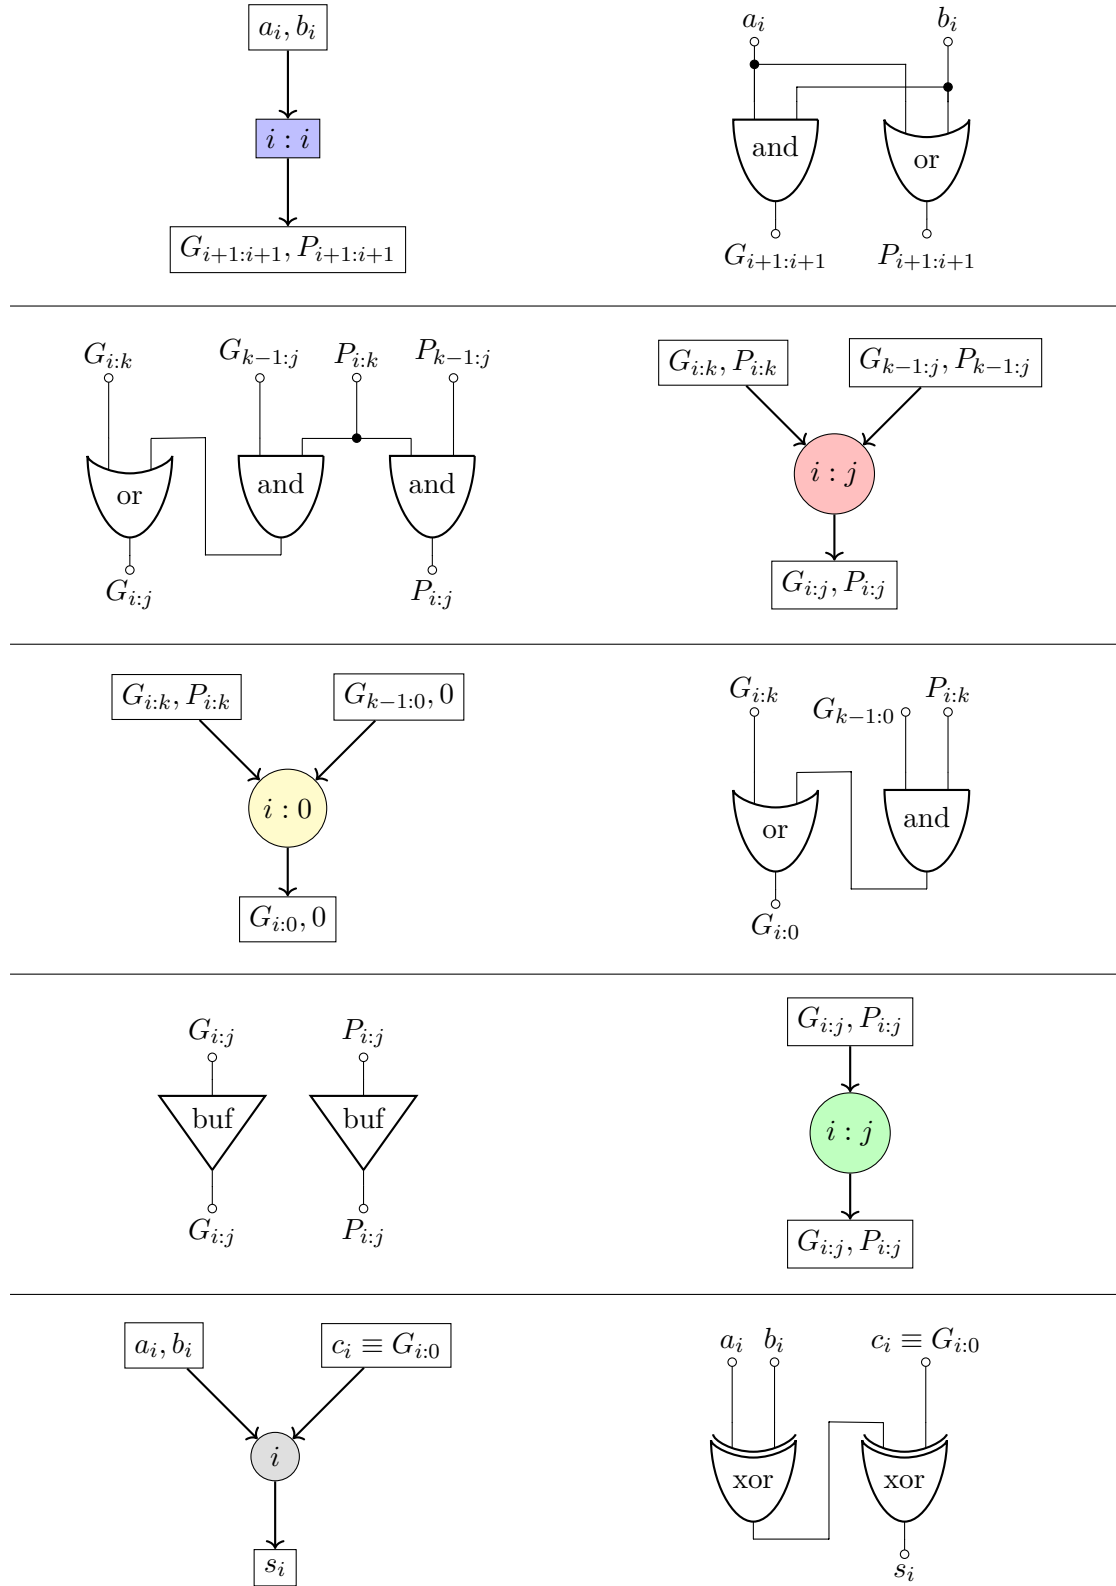 a_i, b_i
a_i b_i
i : i
and or
G_{i+1:i+1}, P_{i+1:i+1}
G_{i+1:i+1} P_{i+1:i+1}
G_{i:k} G_{k−1:j} P_{i:k} P_{k−1:j}
G_{i:k}, P_{i:k} G_{k−1:j}, P_{k−1:j}
or and and
i : j
G_{i:j} P_{i:j}
G_{i:j}, P_{i:j}
G_{i:k}, P_{i:k} G_{k−1:0}, 0
G_{i:k} G_{k−1:0} P_{i:k}
i : 0
or and
G_{i:0}, 0
G_{i:0}
G_{i:j} P_{i:j}
G_{i:j}, P_{i:j}
buf buf
i : j
G_{i:j} P_{i:j}
G_{i:j}, P_{i:j}
a_i, b_i c_i ≡ G_{i:0}
a_i b_i c_i ≡ G_{i:0}
i
xor xor
s_i
s_i